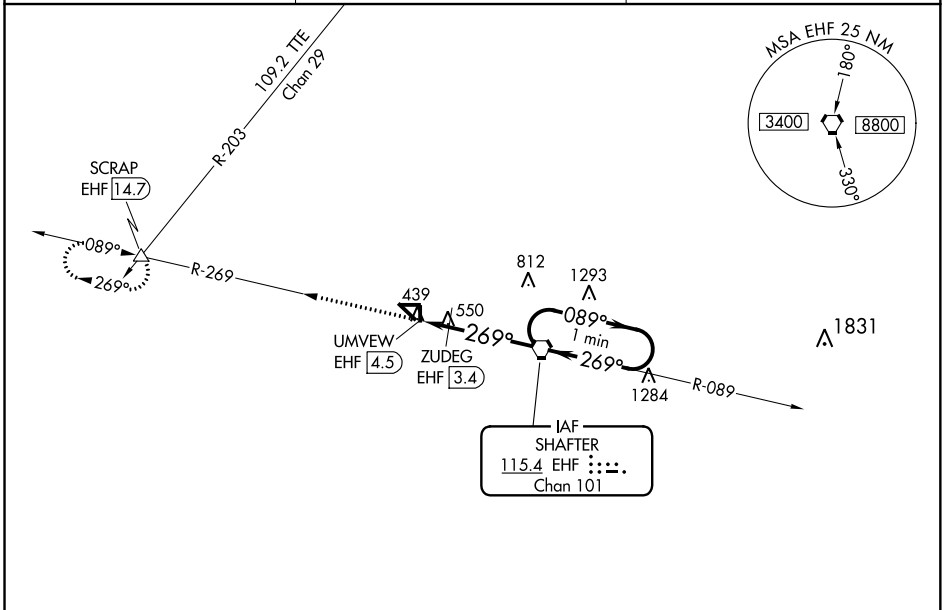 109.2 TTE
Chan 29
R-203
MSA EHF 25 NM
180°
3400
8800
330°
SCRAP
EHF 14.7
089°
269°
R-269
439
550
812
1293
1831
UMVEW
EHF 4.5
ZUDEG
EHF 3.4
269°
089°
1 min
269°
1284
R-089
IAF
SHAFTER
115.4 EHF
Chan 101